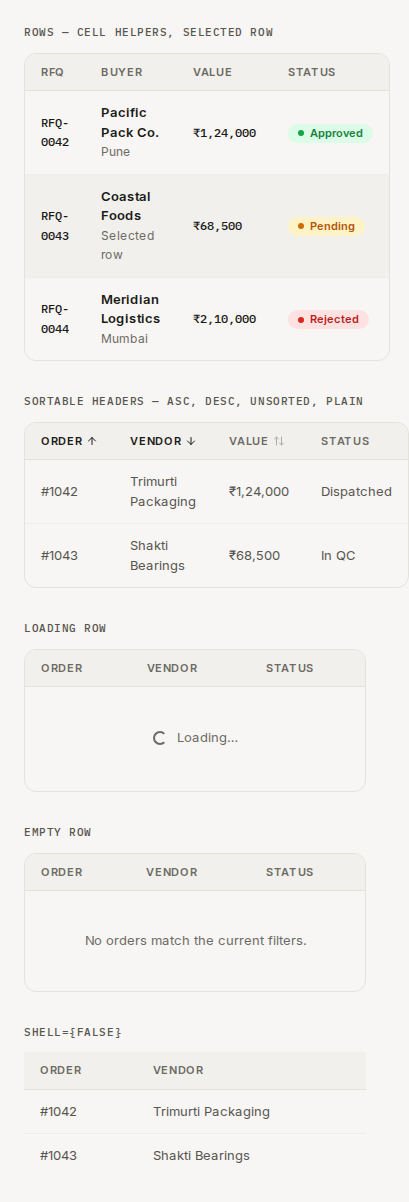 ROWS — CELL HELPERS, SELECTED ROW
RFQ BUYER VALUE STATUS
RFQ-0042 Pacific Pack Co. Pune ₹1,24,000 Approved
RFQ-0043 Coastal Foods Selected row ₹68,500 Pending
RFQ-0044 Meridian Logistics Mumbai ₹2,10,000 Rejected
SORTABLE HEADERS — ASC, DESC, UNSORTED, PLAIN
ORDER ↑ VENDOR ↓ VALUE ↑↓ STATUS
#1042 Trimurti Packaging ₹1,24,000 Dispatched
#1043 Shakti Bearings ₹68,500 In QC
LOADING ROW
ORDER VENDOR STATUS
Loading…
EMPTY ROW
ORDER VENDOR STATUS
No orders match the current filters.
SHELL={FALSE}
ORDER VENDOR
#1042 Trimurti Packaging
#1043 Shakti Bearings